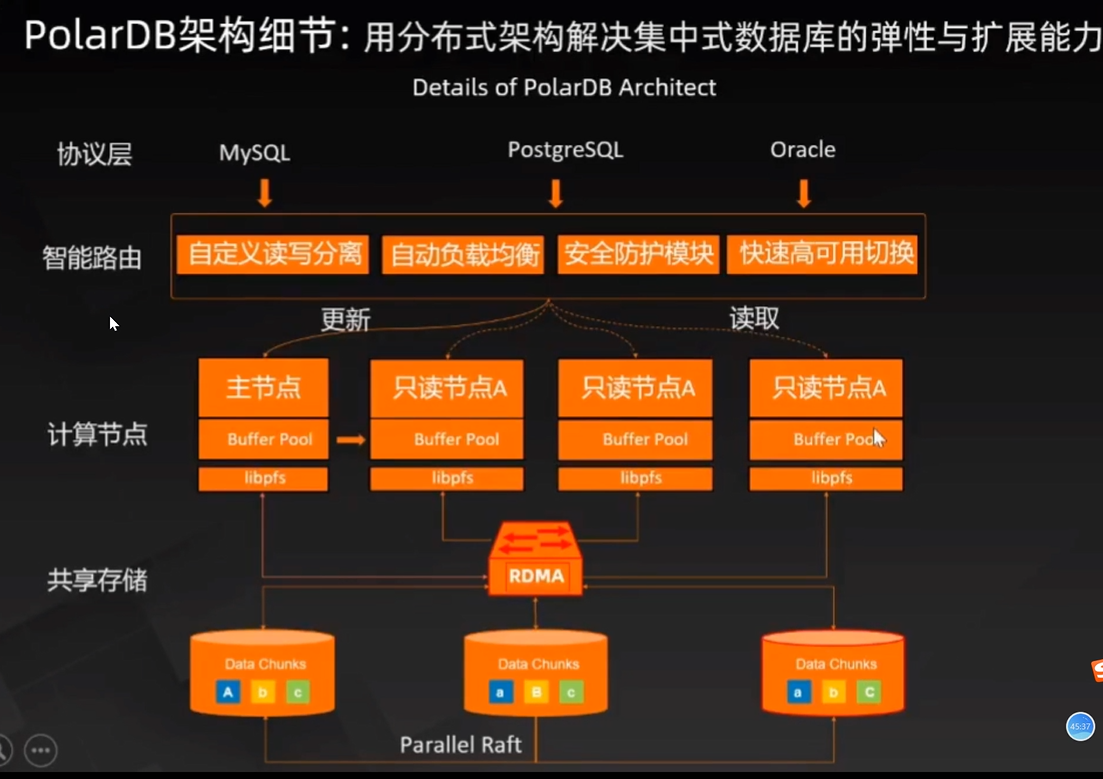 PolarDB架构细节: 用分布式架构解决集中式数据库的弹性与扩展能力
Details of PolarDB Architect
协议层 MySQL PostgreSQL Oracle
智能路由 自定义读写分离 自动负载均衡 安全防护模块 快速高可用切换
更新 读取
主节点 只读节点A 只读节点A 只读节点A
计算节点 Buffer Pool Buffer Pool Buffer Pool Buffer Pool
libpfs libpfs libpfs libpfs
共享存储 RDMA
Data Chunks Data Chunks Data Chunks
A b c a B c a b C
Parallel Raft
45:37